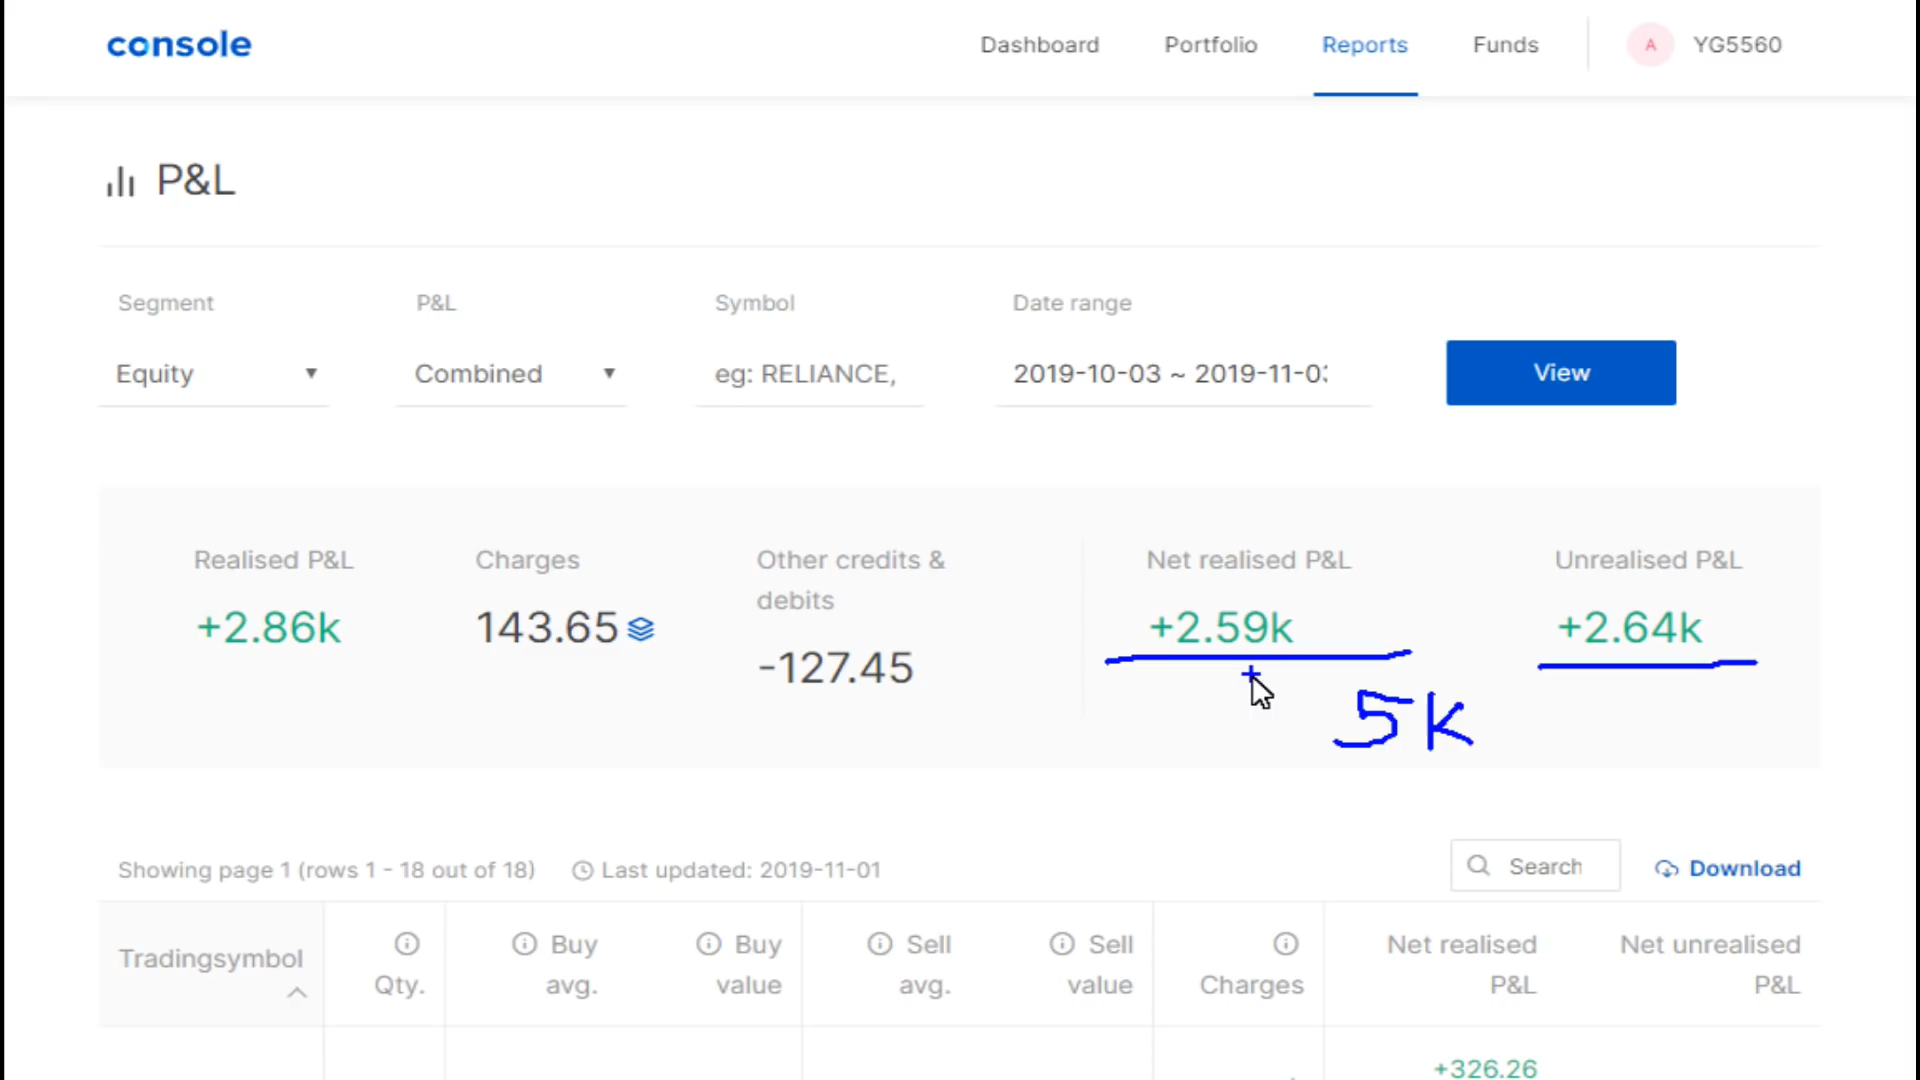 console
Dashboard Portfolio Reports Funds A YG5560
P&L
Segment P&L Symbol Date range
Equity Combined eg: RELIANCE, 2019-10-03 ~ 2019-11-03 View
Realised P&L Charges Other credits & debits Net realised P&L Unrealised P&L
+2.86k 143.65 -127.45 +2.59k +2.64k
5k
Showing page 1 (rows 1 - 18 out of 18) Last updated: 2019-11-01 Search Download
Tradingsymbol Qty. Buy avg. Buy value Sell avg. Sell value Charges Net realised P&L Net unrealised P&L
+326.26